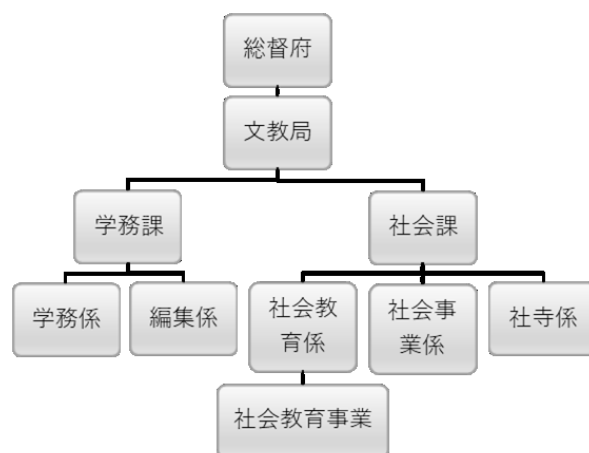 総督府
文教局
学務課
社会課
学務係
編集係
社会教
育係
社会事
業係
社寺係
社会教育事業